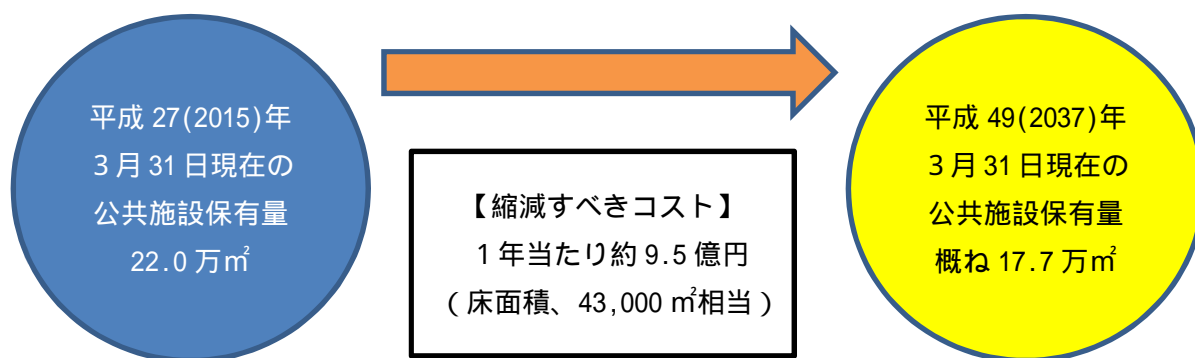 平成 27(2015)年
３月 31 日現在の
公共施設保有量
22.0 万㎡
【縮減すべきコスト】
１年当たり約 9.5 億円
（床面積、43,000 ㎡相当）
平成 49(2037)年
３月 31 日現在の
公共施設保有量
概ね 17.7 万㎡